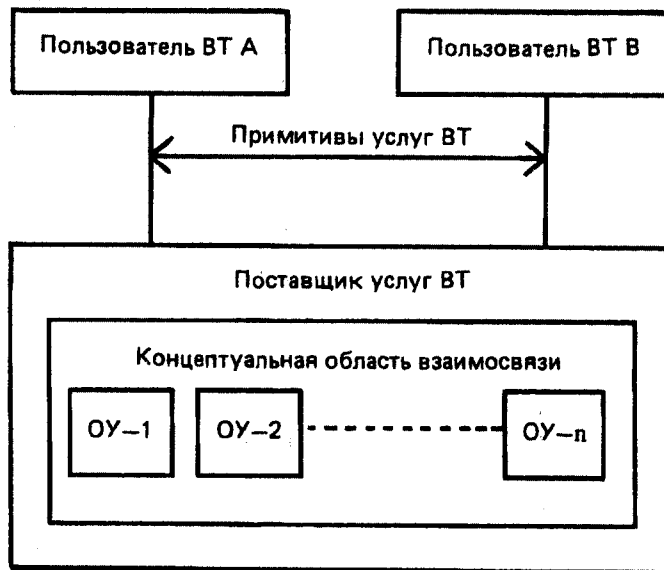 Пользователь ВТ А
Пользователь ВТ В
Примитивы услуг ВТ
Поставщик услуг ВТ
Концептуальная область взаимосвязи
ОУ—1
ОУ—2
ОУ—n